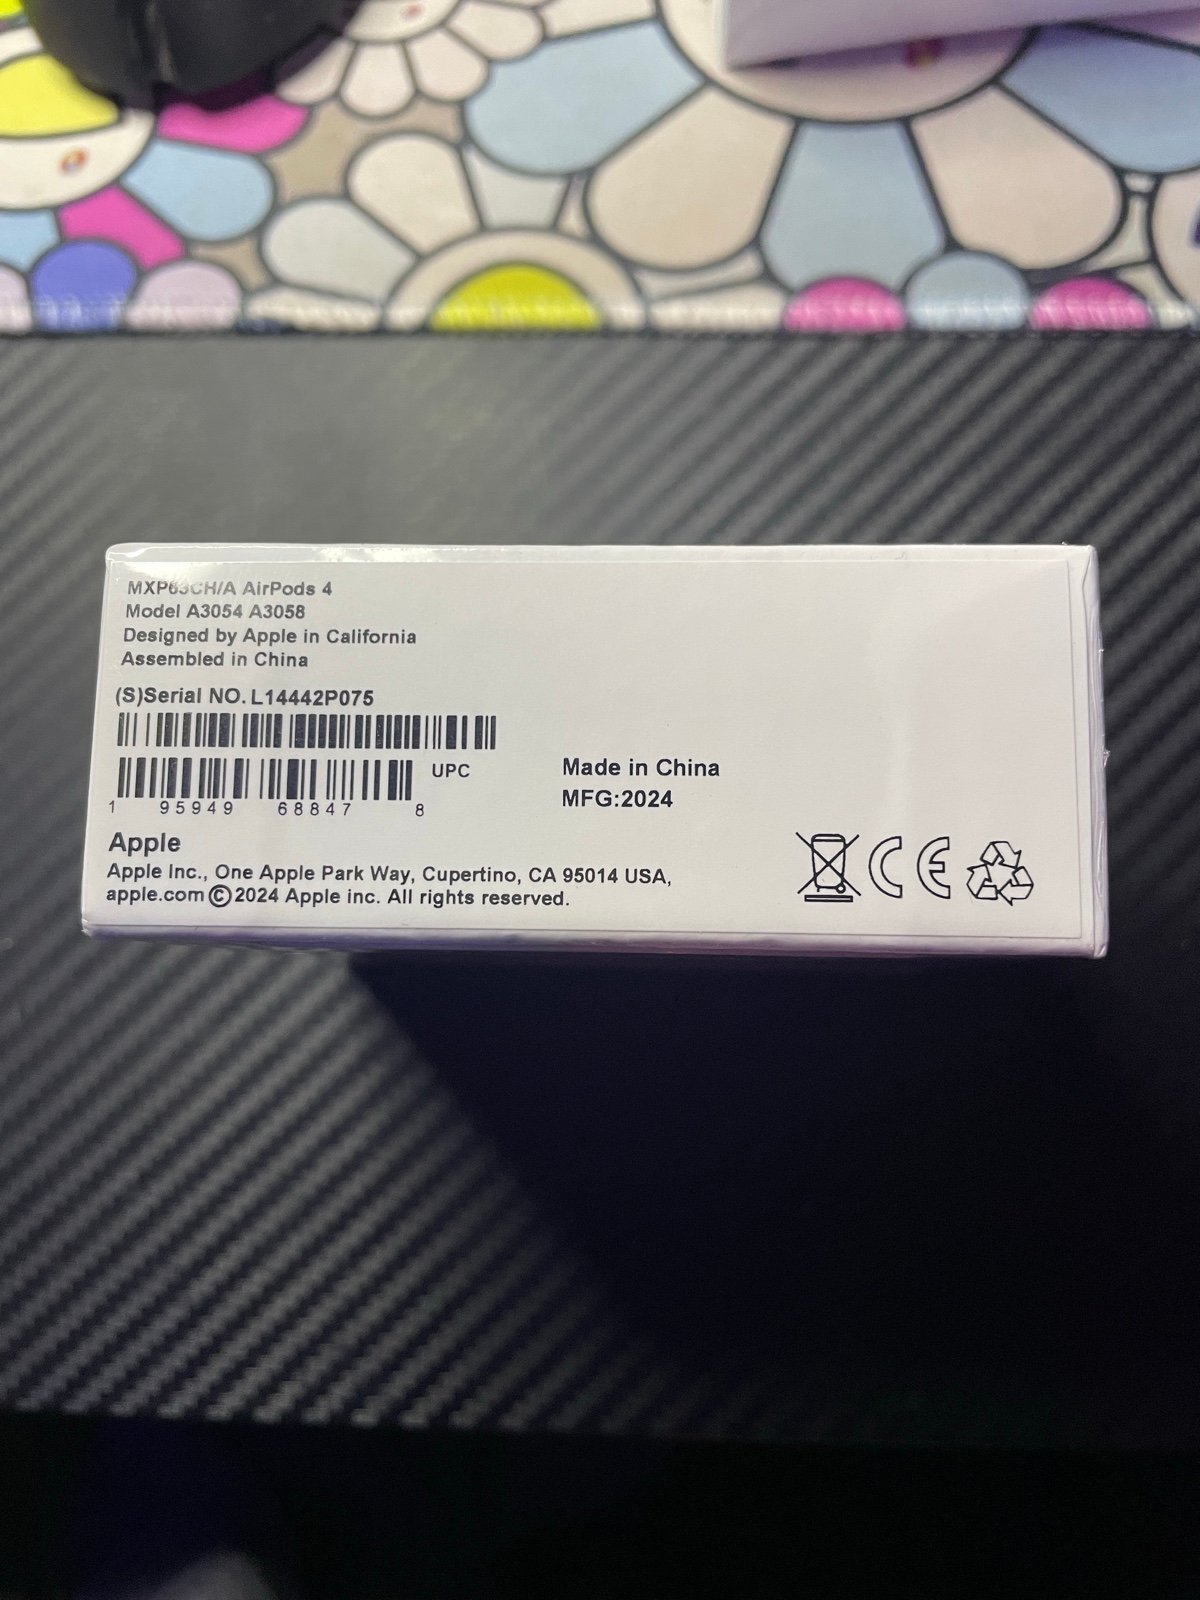 MXP63CH/A AirPods 4
Model A3054 A3058
Designed by Apple in California
Assembled in China
(S)Serial NO. L14442P075
UPC
1 95949 68847 8
Made in China
MFG:2024
Apple
Apple Inc., One Apple Park Way, Cupertino, CA 95014 USA,
apple.com ©2024 Apple inc. All rights reserved.
CE